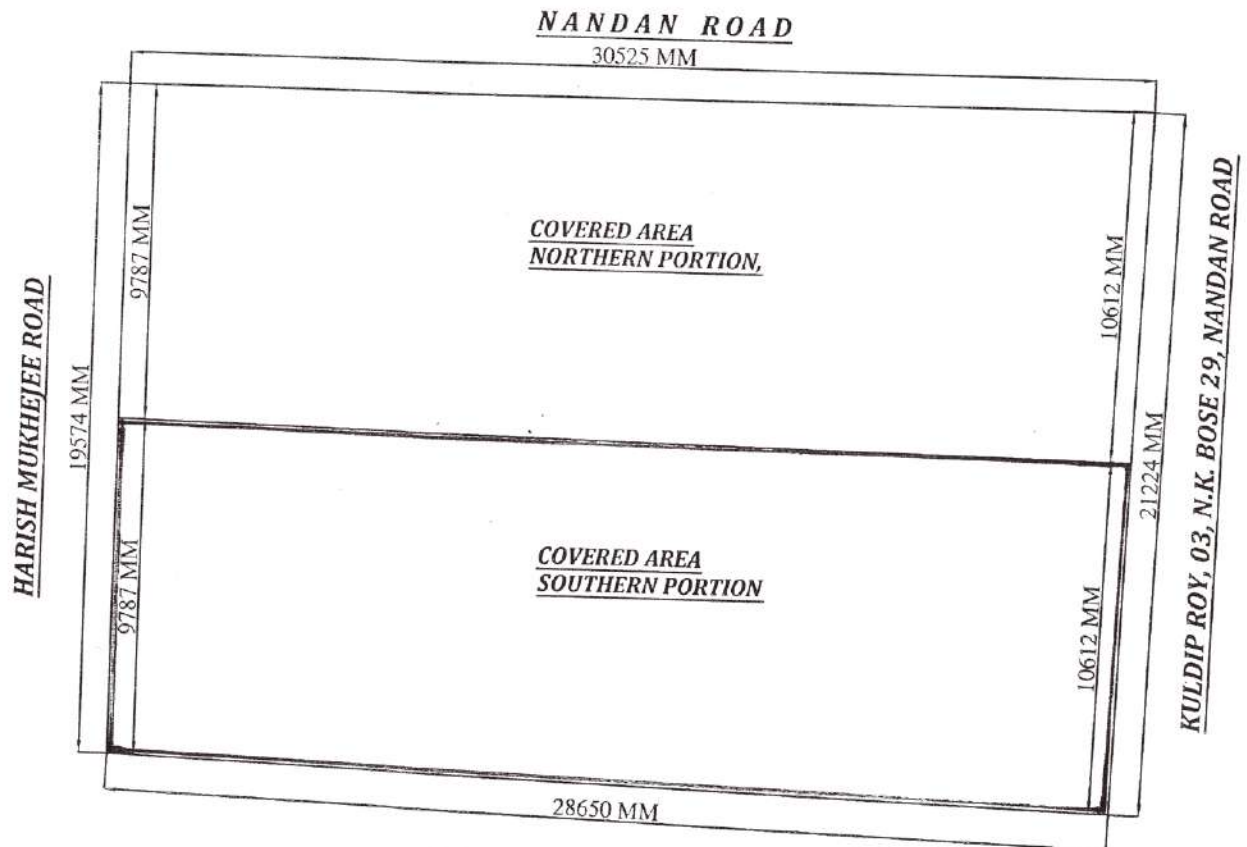 NANDAN ROAD
30525 MM
9787 MM
COVERED AREA
NORTHERN PORTION,
10612 MM
HARISH MUKHEJEE ROAD
19574 MM
21224 MM
KULDIP ROY, 03, N.K. BOSE 29, NANDAN ROAD
9787 MM
COVERED AREA
SOUTHERN PORTION
10612 MM
28650 MM